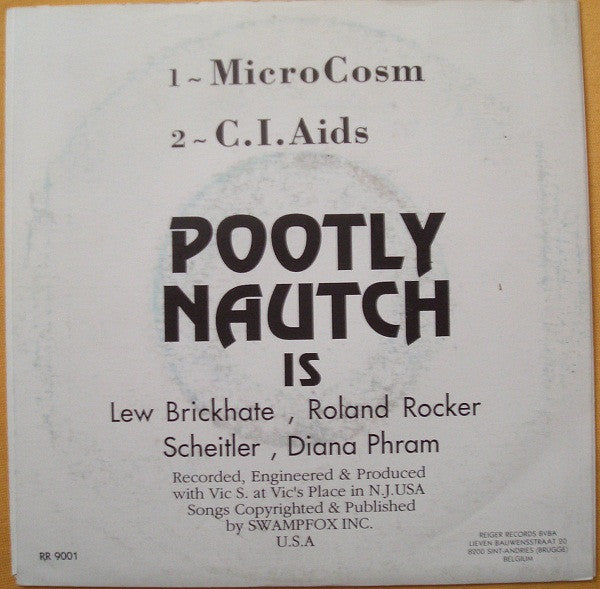 1 ~ MicroCosm
2 ~ C.I.Aids
POOTLY
NAUTCH
IS
Lew Brickhate , Roland Rocker
Scheitler , Diana Phram
Recorded, Engineered & Produced
with Vic S. at Vic's Place in N.J.USA
Songs Copyrighted & Published
by SWAMPFOX INC.
U.S.A
RR 9001
REIGER RECORDS BVBA
LIEVEN BAUWENSSTRAAT 20
8200 SINT-ANDRIES (BRUGGE)
BELGIUM